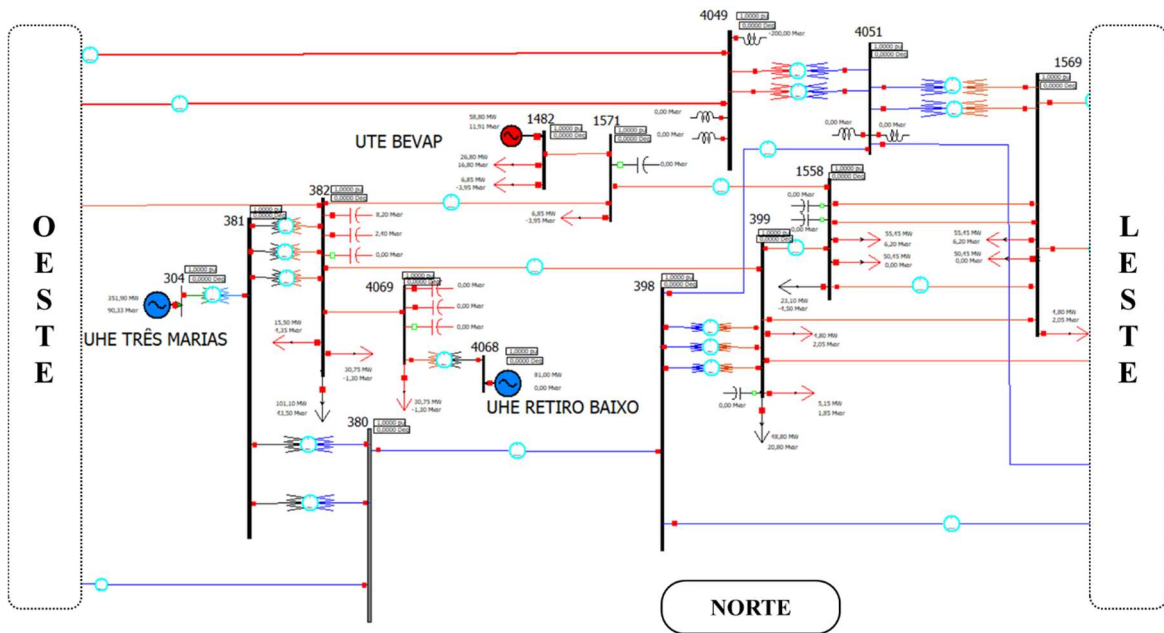 OESTE
LESTE
NORTE
4049
1,0000 pu
0,0000 Deg
-200,00 Mvar
0,00 Mvar
0,00 Mvar
4051
1,0000 pu
0,0000 Deg
0,00 Mvar
0,00 Mvar
1569
1,0000 pu
0,0000 Deg
4,80 MW
2,05 Mvar
UTE BEVAP
58,80 MW
11,91 Mvar
1482
1,0000 pu
0,0000 Deg
26,80 MW
16,80 Mvar
6,85 MW
-3,95 Mvar
1571
1,0000 pu
0,0000 Deg
0,00 Mvar
6,85 MW
-3,95 Mvar
1558
1,0000 pu
0,0000 Deg
0,00 Mvar
0,00 Mvar
55,45 MW
6,20 Mvar
50,45 MW
0,00 Mvar
55,45 MW
6,20 Mvar
50,45 MW
0,00 Mvar
23,10 MW
-4,50 Mvar
381
1,0000 pu
0,0000 Deg
382
1,0000 pu
0,0000 Deg
8,20 Mvar
2,40 Mvar
0,00 Mvar
15,50 MW
4,35 Mvar
30,75 MW
-1,30 Mvar
101,10 MW
43,50 Mvar
304
1,0000 pu
0,0000 Deg
351,90 MW
90,33 Mvar
UHE TRÊS MARIAS
4069
1,0000 pu
0,0000 Deg
0,00 Mvar
0,00 Mvar
0,00 Mvar
30,75 MW
-1,30 Mvar
4068
1,0000 pu
0,0000 Deg
81,00 MW
0,00 Mvar
UHE RETIRO BAIXO
399
1,0000 pu
0,0000 Deg
4,80 MW
2,05 Mvar
0,00 Mvar
5,15 MW
1,85 Mvar
48,80 MW
20,80 Mvar
398
1,0000 pu
0,0000 Deg
380
1,0000 pu
0,0000 Deg